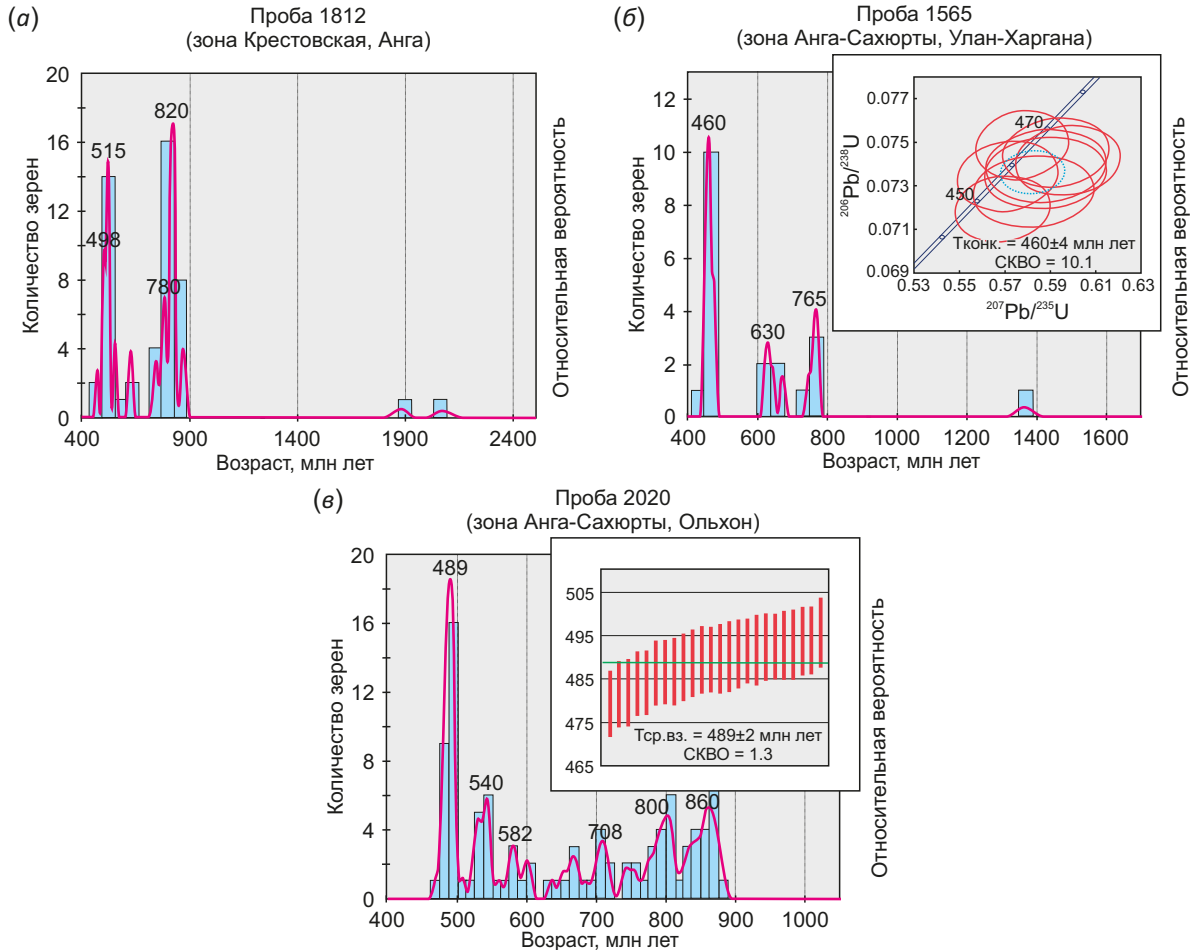 (а)
Проба 1812
(зона Крестовская, Анга)
Количество зерен
20
16
12
8
4
0
515
498
820
780
400
900
1400
1900
2400
Возраст, млн лет
Относительная вероятность
(б)
Проба 1565
(зона Анга-Сахюрты, Улан-Харгана)
Количество зерен
12
10
8
6
4
2
0
460
630
765
400
600
800
1000
1200
1400
1600
Возраст, млн лет
Относительная вероятность
²⁰⁶Pb/²³⁸U
0.077
0.075
0.073
0.071
0.069
470
450
Тконк. = 460±4 млн лет
СКВО = 10.1
0.53
0.55
0.57
0.59
0.61
0.63
²⁰⁷Pb/²³⁵U
(в)
Проба 2020
(зона Анга-Сахюрты, Ольхон)
Количество зерен
20
16
12
8
4
0
489
540
582
708
800
860
400
500
600
700
800
900
1000
Возраст, млн лет
Относительная вероятность
505
495
485
475
465
Тср.вз. = 489±2 млн лет
СКВО = 1.3